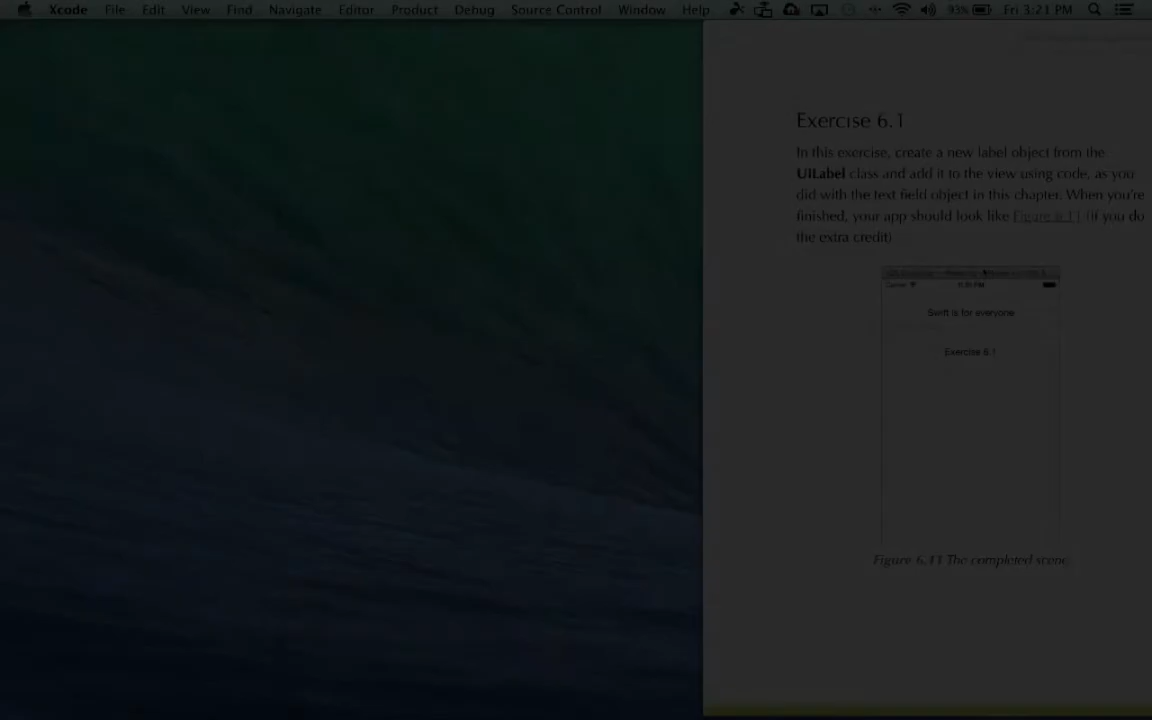 Xcode File Edit View Find Navigate Editor Product Debug Source Control Window Help 93% Fri 3:21 PM
Exercise 6.1
In this exercise, create a new label object from the
UILabel class and add it to the view using code, as you
did with the text field object in this chapter. When you're
finished, your app should look like Figure 6.11 (if you do
the extra credit)
Carrier
Swift is for everyone
Exercise 6.1
Figure 6.11 The completed scene